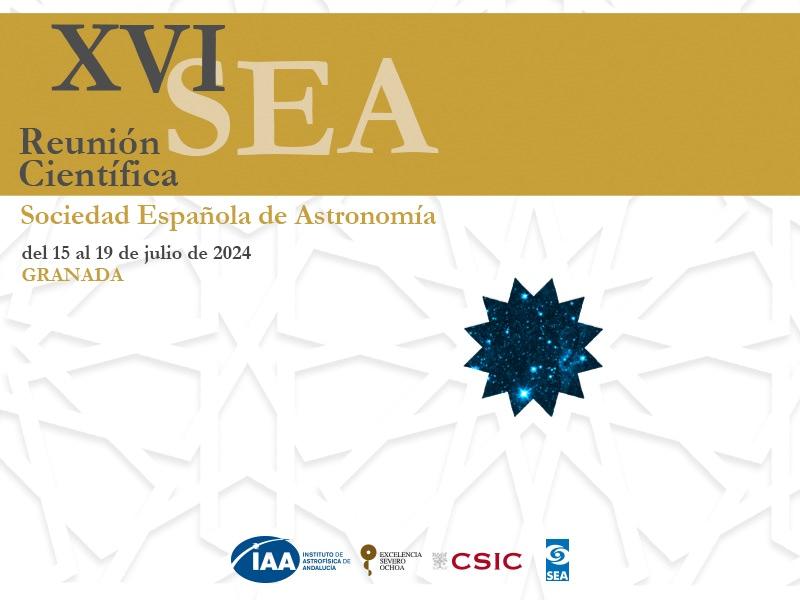 XVI
SEA
Reunión
Científica
Sociedad Española de Astronomía
del 15 al 19 de julio de 2024
GRANADA
IAA
INSTITUTO DE
ASTROFÍSICA DE
ANDALUCÍA
EXCELENCIA
SEVERO
OCHOA
CSIC
SEA